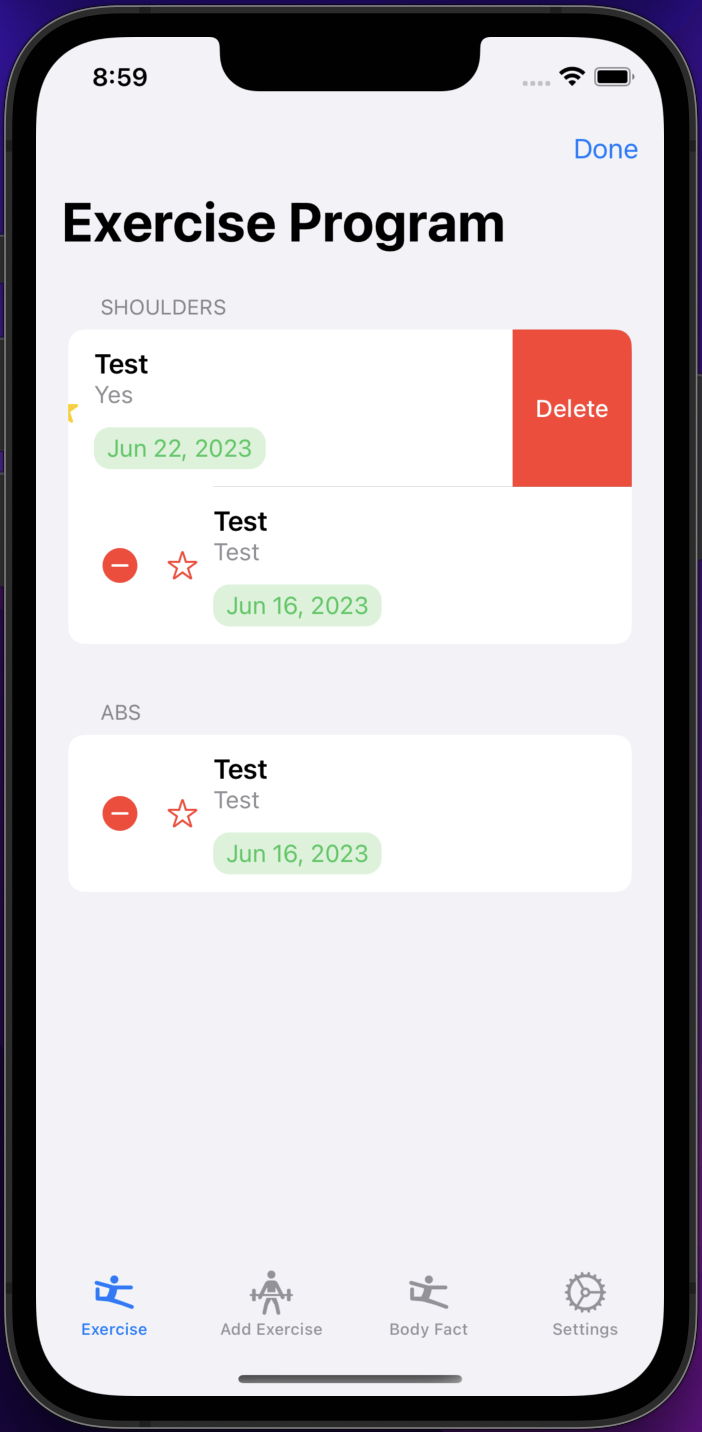 8:59
Done
Exercise Program
SHOULDERS
Test
Yes
Jun 22, 2023
Delete
Test
Test
Jun 16, 2023
ABS
Test
Test
Jun 16, 2023
Exercise
Add Exercise
Body Fact
Settings